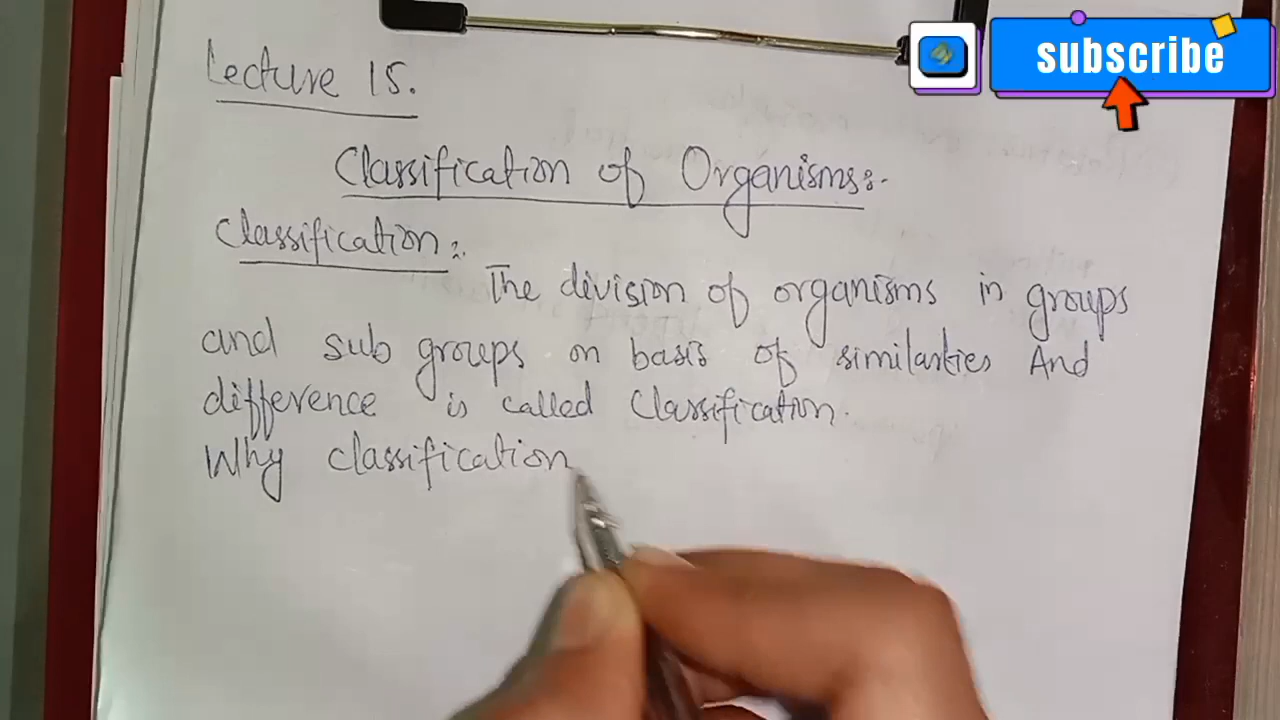 subscribe
Lecture 15.
Classification of Organisms:-
Classification:-
The division of organisms in groups
and sub groups on basis of similarties And
difference is called Classification.
Why classification